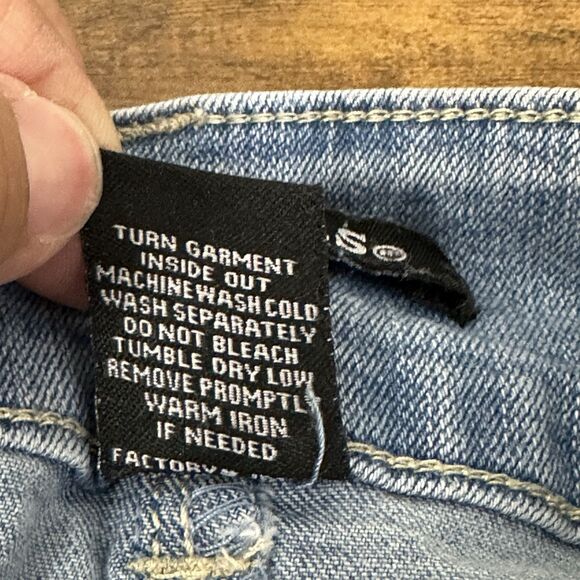 TURN GARMENT
INSIDE OUT
MACHINE WASH COLD
WASH SEPARATELY
DO NOT BLEACH
TUMBLE DRY LOW
REMOVE PROMPTL
WARM IRON
IF NEEDED
FACTORY
S